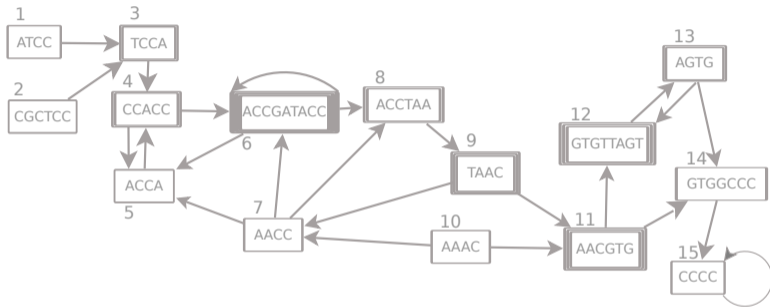 1
ATCC
2
CGCTCC
3
TCCA
4
CCACC
5
ACCA
6
ACCGATACC
7
AACC
8
ACCTAA
9
TAAC
10
AAAC
11
AACGTG
12
GTGTTAGT
13
AGTG
14
GTGGCCC
15
CCCC